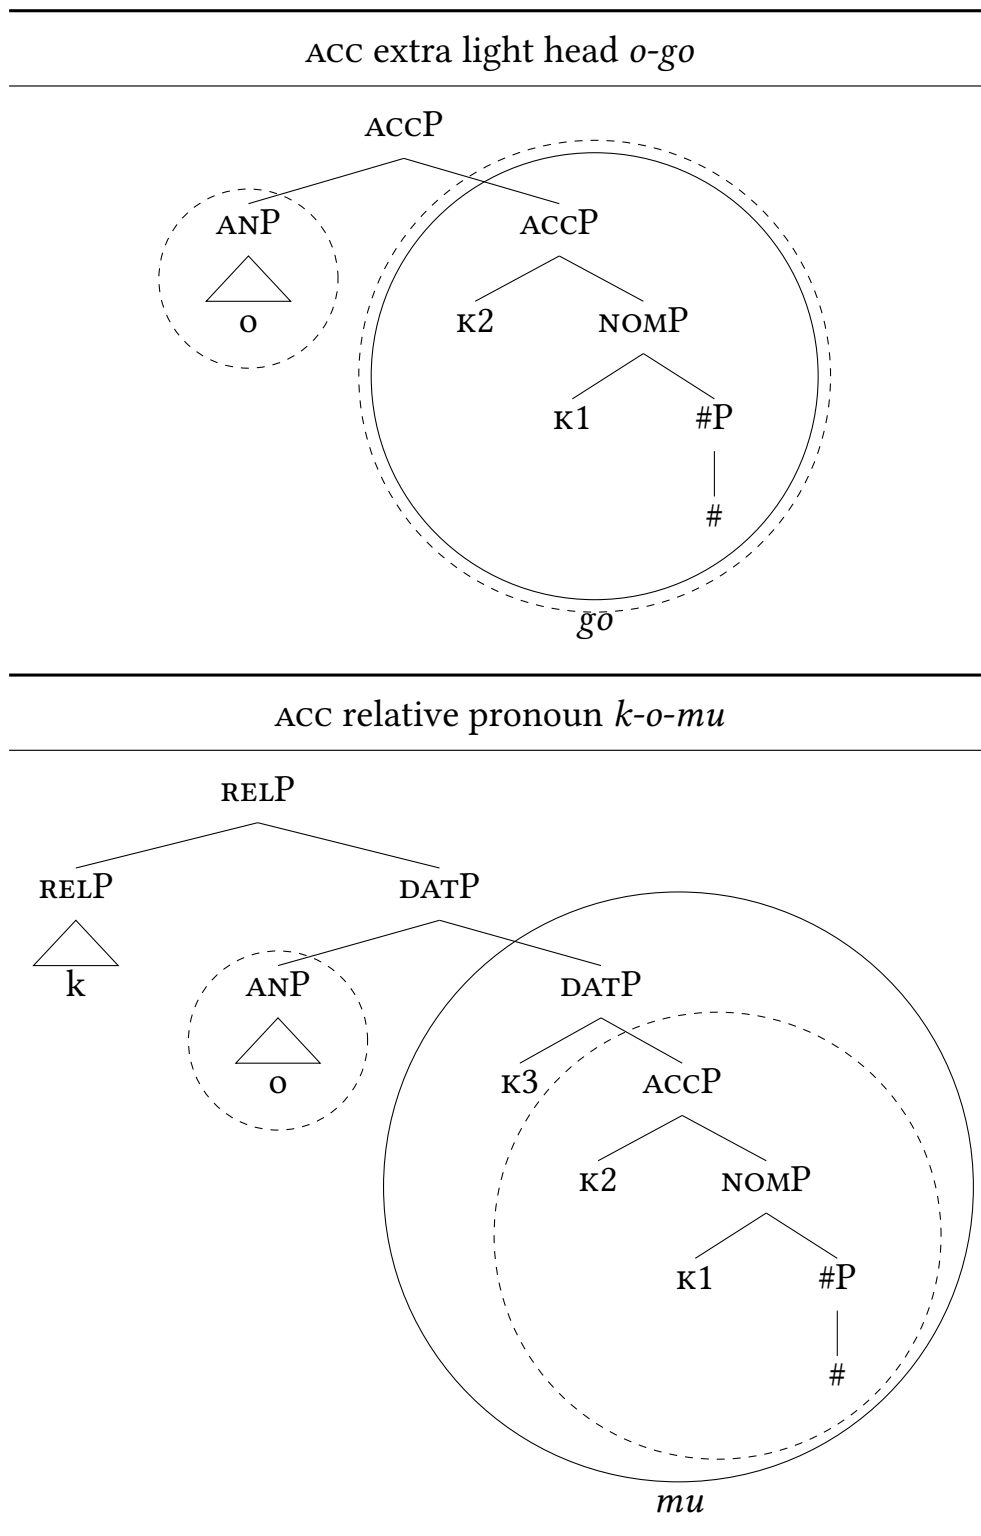 ACC extra light head o-go
ACCP
ANP ACCP
o K2 NOMP
K1 #P
#
go
ACC relative pronoun k-o-mu
RELP
RELP DATP
k ANP DATP
o K3 ACCP
K2 NOMP
K1 #P
#
mu